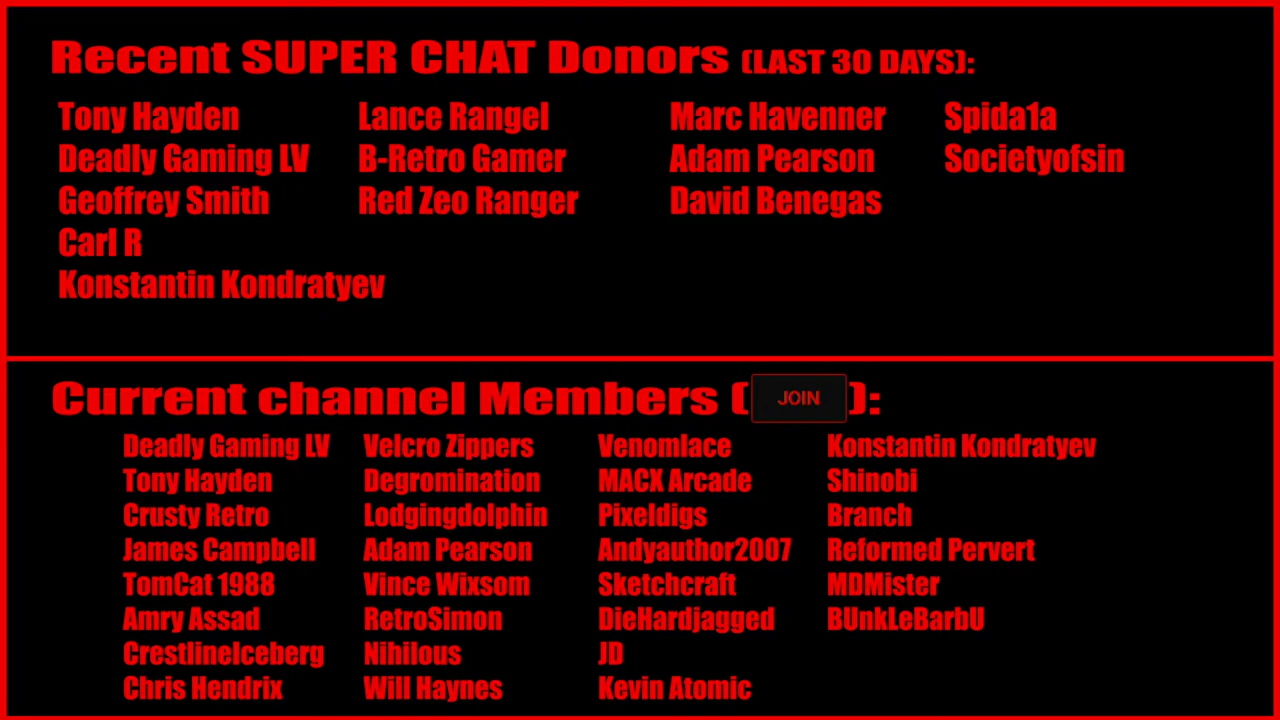 Recent SUPER CHAT Donors (LAST 30 DAYS):
Tony Hayden Lance Rangel Marc Havenner Spida1a
Deadly Gaming LV B-Retro Gamer Adam Pearson Societyofsin
Geoffrey Smith Red Zeo Ranger David Benegas
Carl R
Konstantin Kondratyev
Current channel Members ( JOIN ):
Deadly Gaming LV Velcro Zippers Venomlace Konstantin Kondratyev
Tony Hayden Degromination MACX Arcade Shinobi
Crusty Retro Lodgingdolphin Pixeldigs Branch
James Campbell Adam Pearson Andyauthor2007 Reformed Pervert
TomCat 1988 Vince Wixsom Sketchcraft MDMister
Amry Assad RetroSimon DieHardjagged BUnkLeBarbU
CrestlineIceberg Nihilous JD
Chris Hendrix Will Haynes Kevin Atomic